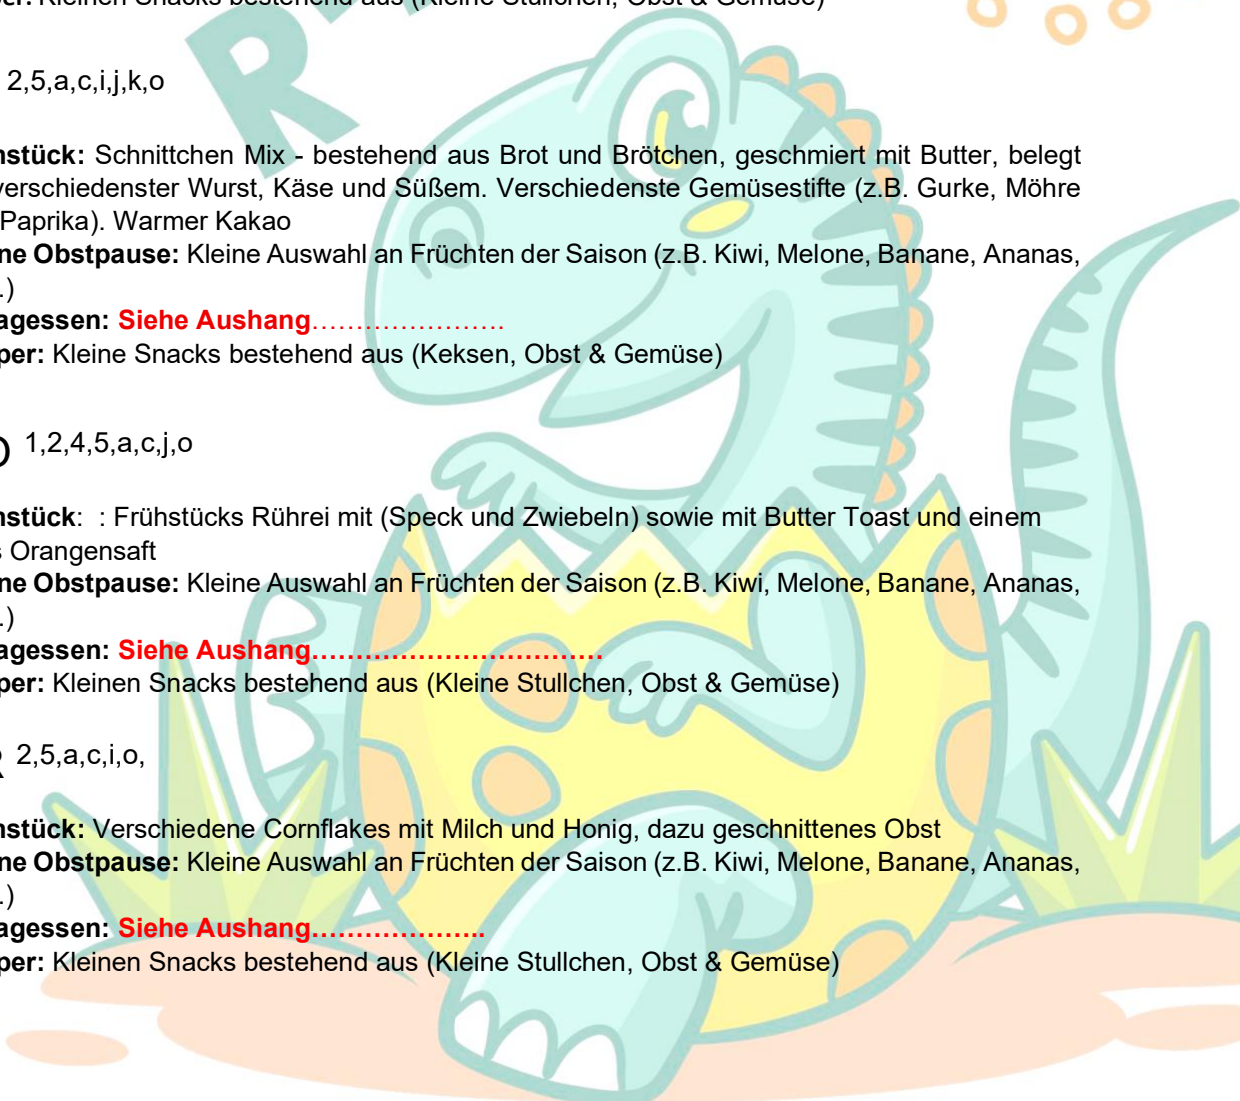 er: Kleinen Snacks bestehend aus (Kleine Stullchen, Obst & Gemüse)
R
2,5,a,c,i,j,k,o
nstück: Schnittchen Mix - bestehend aus Brot und Brötchen, geschmiert mit Butter, belegt
verschiedenster Wurst, Käse und Süßem. Verschiedenste Gemüsestifte (z.B. Gurke, Möhre
Paprika). Warmer Kakao
ne Obstpause: Kleine Auswahl an Früchten der Saison (z.B. Kiwi, Melone, Banane, Ananas,
.)
agessen: Siehe Aushang………………….
per: Kleine Snacks bestehend aus (Keksen, Obst & Gemüse)
1,2,4,5,a,c,j,o
nstück: : Frühstücks Rührei mit (Speck und Zwiebeln) sowie mit Butter Toast und einem
s Orangensaft
ne Obstpause: Kleine Auswahl an Früchten der Saison (z.B. Kiwi, Melone, Banane, Ananas,
.)
agessen: Siehe Aushang……………………………
per: Kleinen Snacks bestehend aus (Kleine Stullchen, Obst & Gemüse)
2,5,a,c,i,o,
nstück: Verschiedene Cornflakes mit Milch und Honig, dazu geschnittenes Obst
ne Obstpause: Kleine Auswahl an Früchten der Saison (z.B. Kiwi, Melone, Banane, Ananas,
.)
agessen: Siehe Aushang………………..
per: Kleinen Snacks bestehend aus (Kleine Stullchen, Obst & Gemüse)